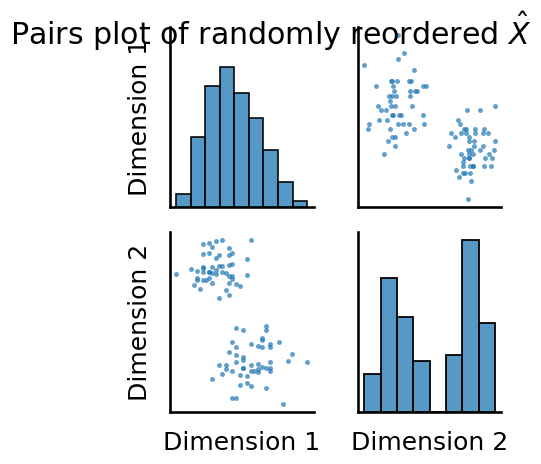 Pairs plot of randomly reordered X̂
Dimension 1
Dimension 2
Dimension 1
Dimension 2